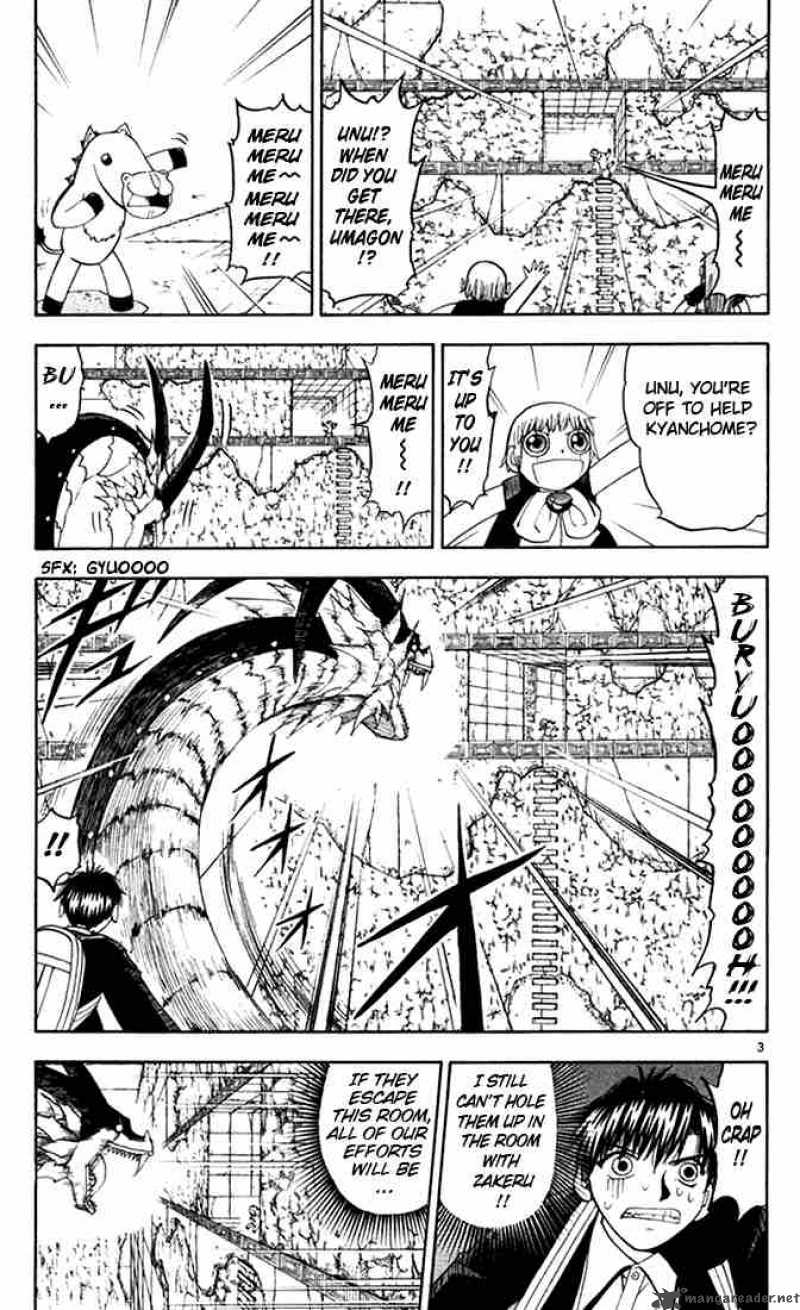 MERU
MERU
ME
~
UNU!?
WHEN
DID YOU
GET
THERE,
UMAGON
!?
MERU
MERU
ME~
MERU
MERU
ME~
!!
UNU, YOU'RE
OFF TO HELP
KYANCHOME?
IT'S
UP
TO
YOU
!!
MERU
MERU
ME
~
!!
BU
...
SFX: GYUOOOO
BURYUOOOOOOOOOH!!!
!!
3
OH
CRAP
!!
I STILL
CAN'T HOLE
THEM UP IN
THE ROOM
WITH
ZAKERU
!!
IF THEY
ESCAPE
THIS ROOM,
ALL OF OUR
EFFORTS
WILL BE
...
mangareader.net